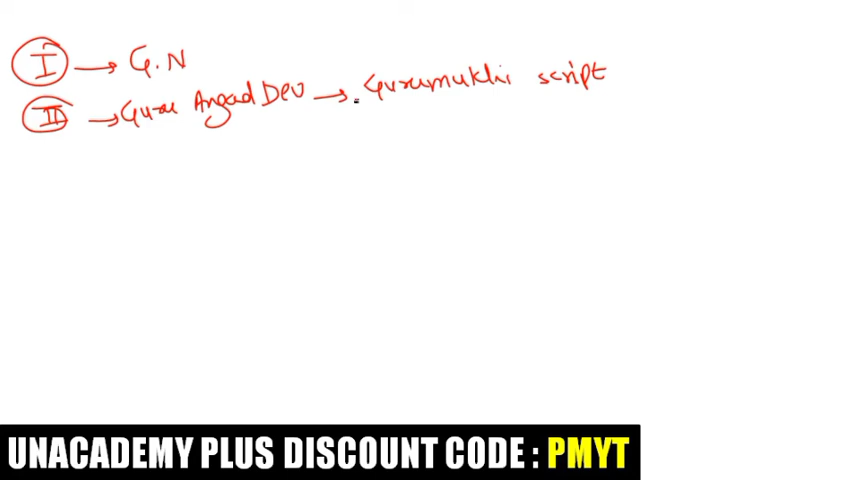 I → G.N
II → Guru Angad Dev → Gurumukhi script
UNACADEMY PLUS DISCOUNT CODE : PMYT